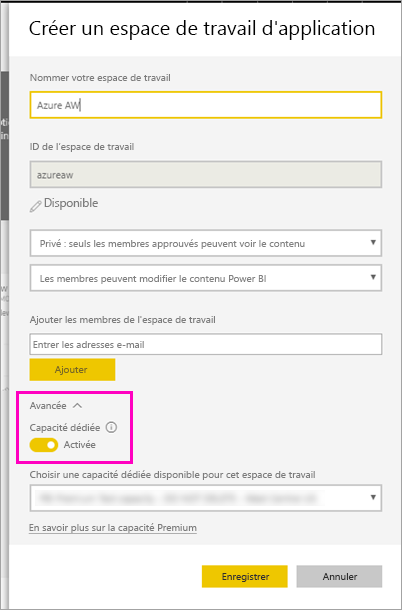 Créer un espace de travail d'application
Nommer votre espace de travail
Azure AW
ID de l'espace de travail
azureaw
Disponible
Privé : seuls les membres approuvés peuvent voir le contenu
Les membres peuvent modifier le contenu Power BI
Ajouter les membres de l'espace de travail
Entrer les adresses e-mail
Ajouter
Avancée
Capacité dédiée
Activée
Choisir une capacité dédiée disponible pour cet espace de travail
En savoir plus sur la capacité Premium
Enregistrer
Annuler